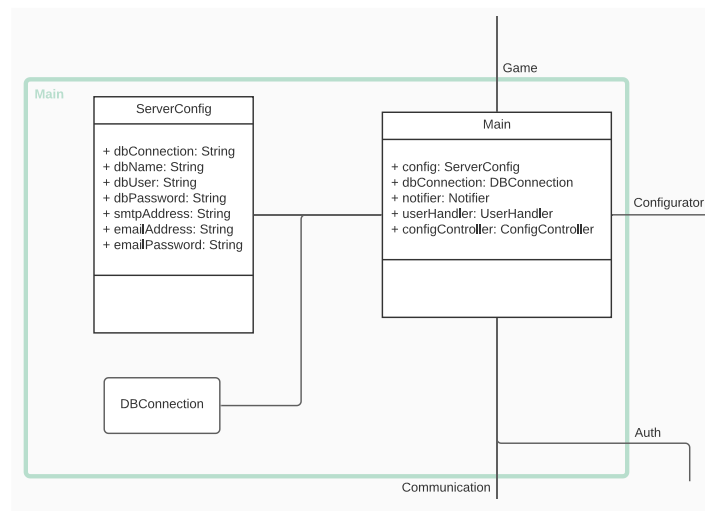 Game
Main
ServerConfig
+ dbConnection: String
+ dbName: String
+ dbUser: String
+ dbPassword: String
+ smtpAddress: String
+ emailAddress: String
+ emailPassword: String
Main
+ config: ServerConfig
+ dbConnection: DBConnection
+ notifier: Notifier
+ userHandler: UserHandler
+ configController: ConfigController
Configurator
DBConnection
Auth
Communication